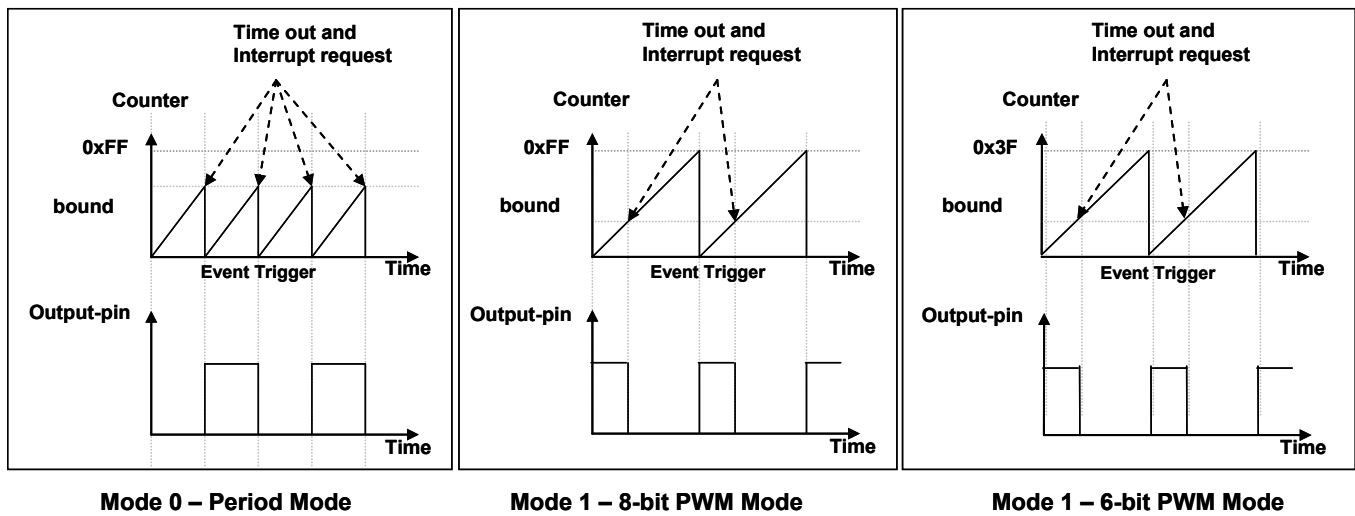 Time out and
Interrupt request
Counter
0xFF
bound
Event Trigger
Time
Output-pin
Time
Mode 0 – Period Mode
Time out and
Interrupt request
Counter
0xFF
bound
Event Trigger
Time
Output-pin
Time
Mode 1 – 8-bit PWM Mode
Time out and
Interrupt request
Counter
0x3F
bound
Event Trigger
Time
Output-pin
Time
Mode 1 – 6-bit PWM Mode